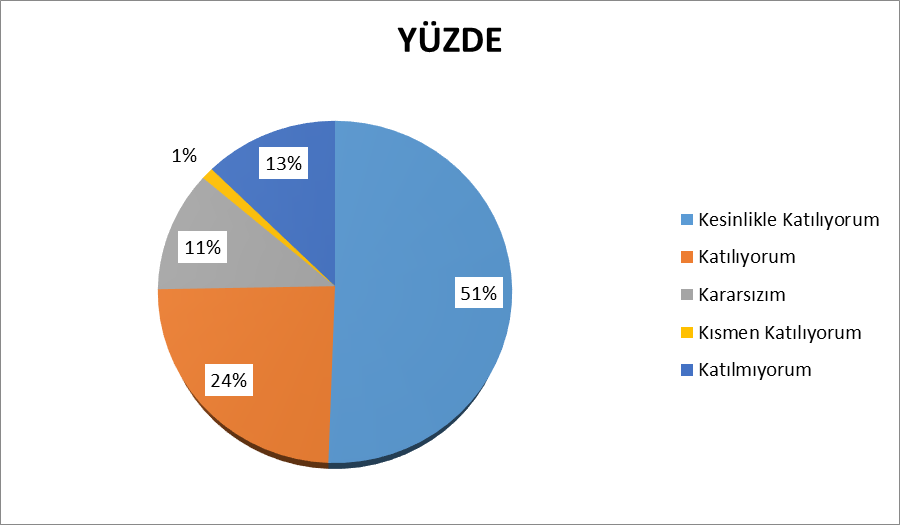 YÜZDE
1%
13%
11%
51%
24%
Kesinlikle Katılıyorum
Katılıyorum
Kararsızım
Kısmen Katılıyorum
Katılmıyorum